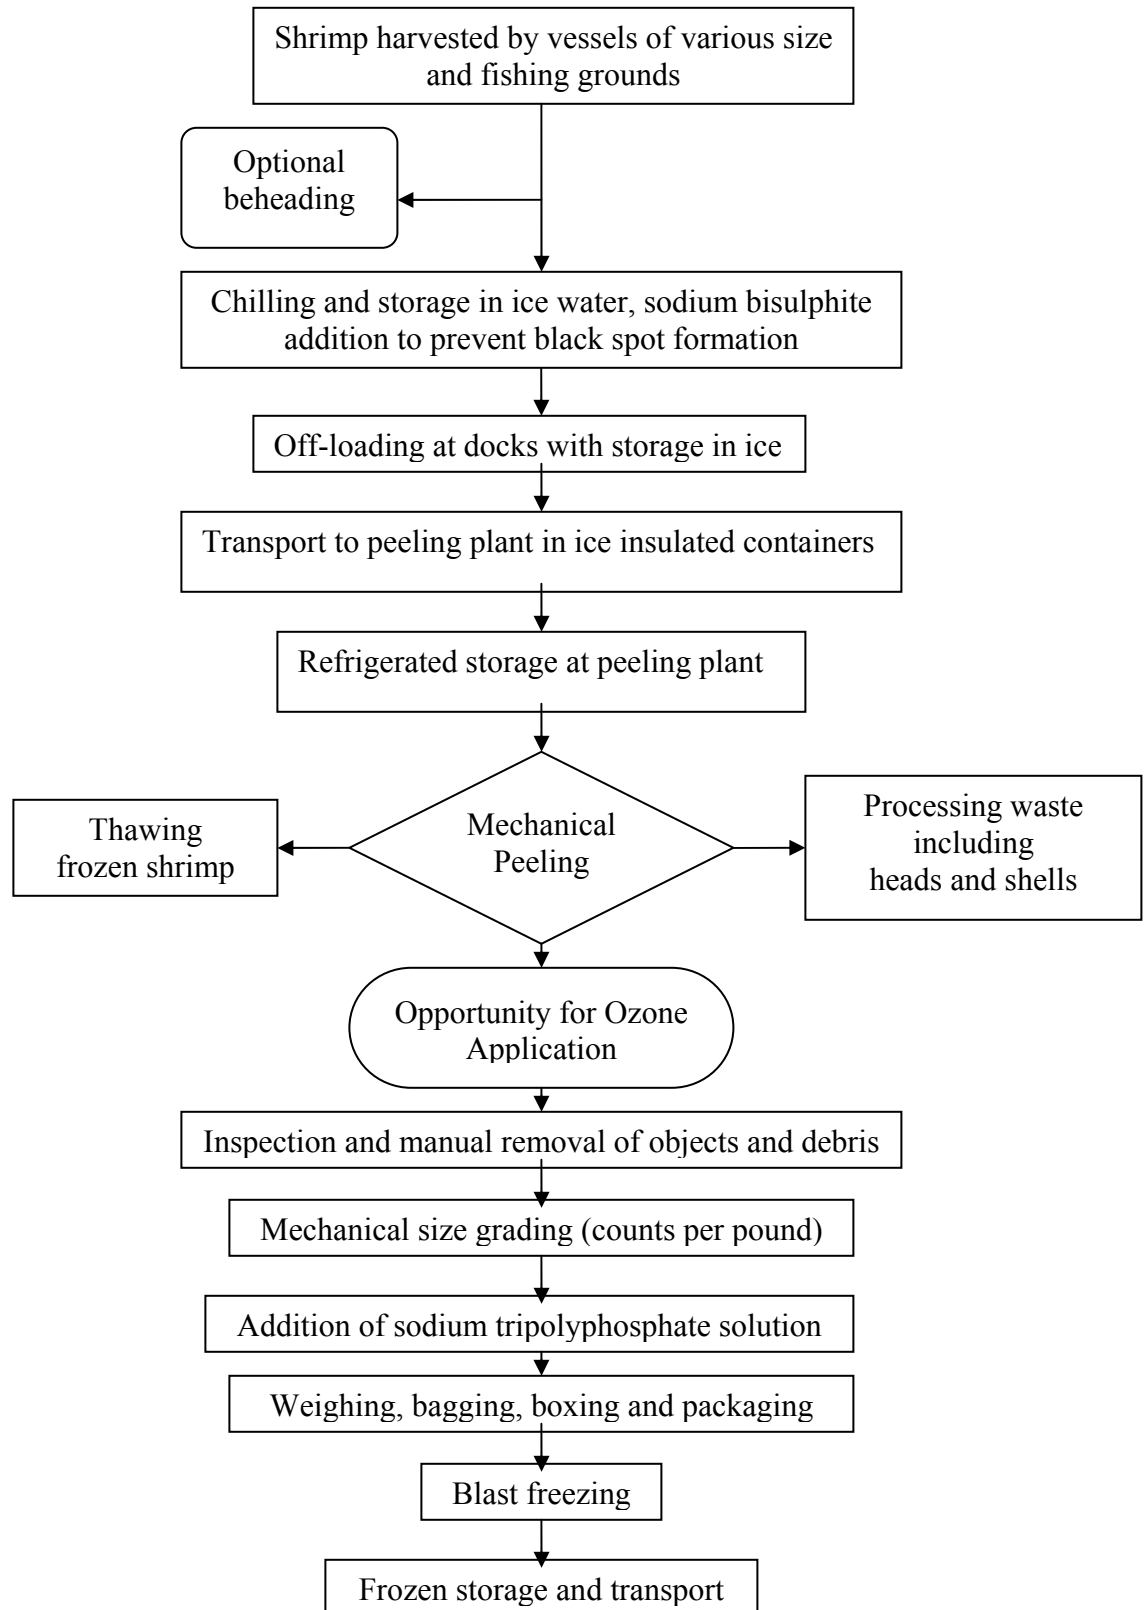 Shrimp harvested by vessels of various size
and fishing grounds
Optional
beheading
Chilling and storage in ice water, sodium bisulphite
addition to prevent black spot formation
Off-loading at docks with storage in ice
Transport to peeling plant in ice insulated containers
Refrigerated storage at peeling plant
Mechanical
Peeling
Thawing
frozen shrimp
Processing waste
including
heads and shells
Opportunity for Ozone
Application
Inspection and manual removal of objects and debris
Mechanical size grading (counts per pound)
Addition of sodium tripolyphosphate solution
Weighing, bagging, boxing and packaging
Blast freezing
Frozen storage and transport